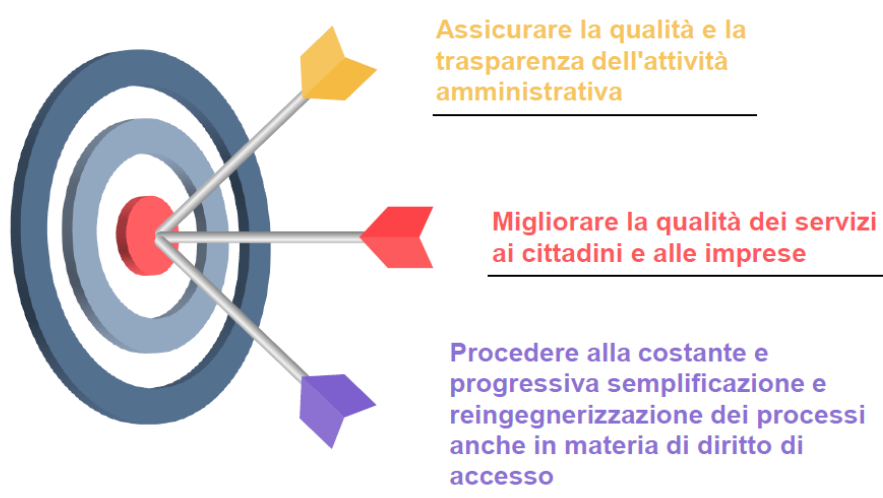 Assicurare la qualità e la
trasparenza dell'attività
amministrativa
Migliorare la qualità dei servizi
ai cittadini e alle imprese
Procedere alla costante e
progressiva semplificazione e
reingegnerizzazione dei processi
anche in materia di diritto di
accesso